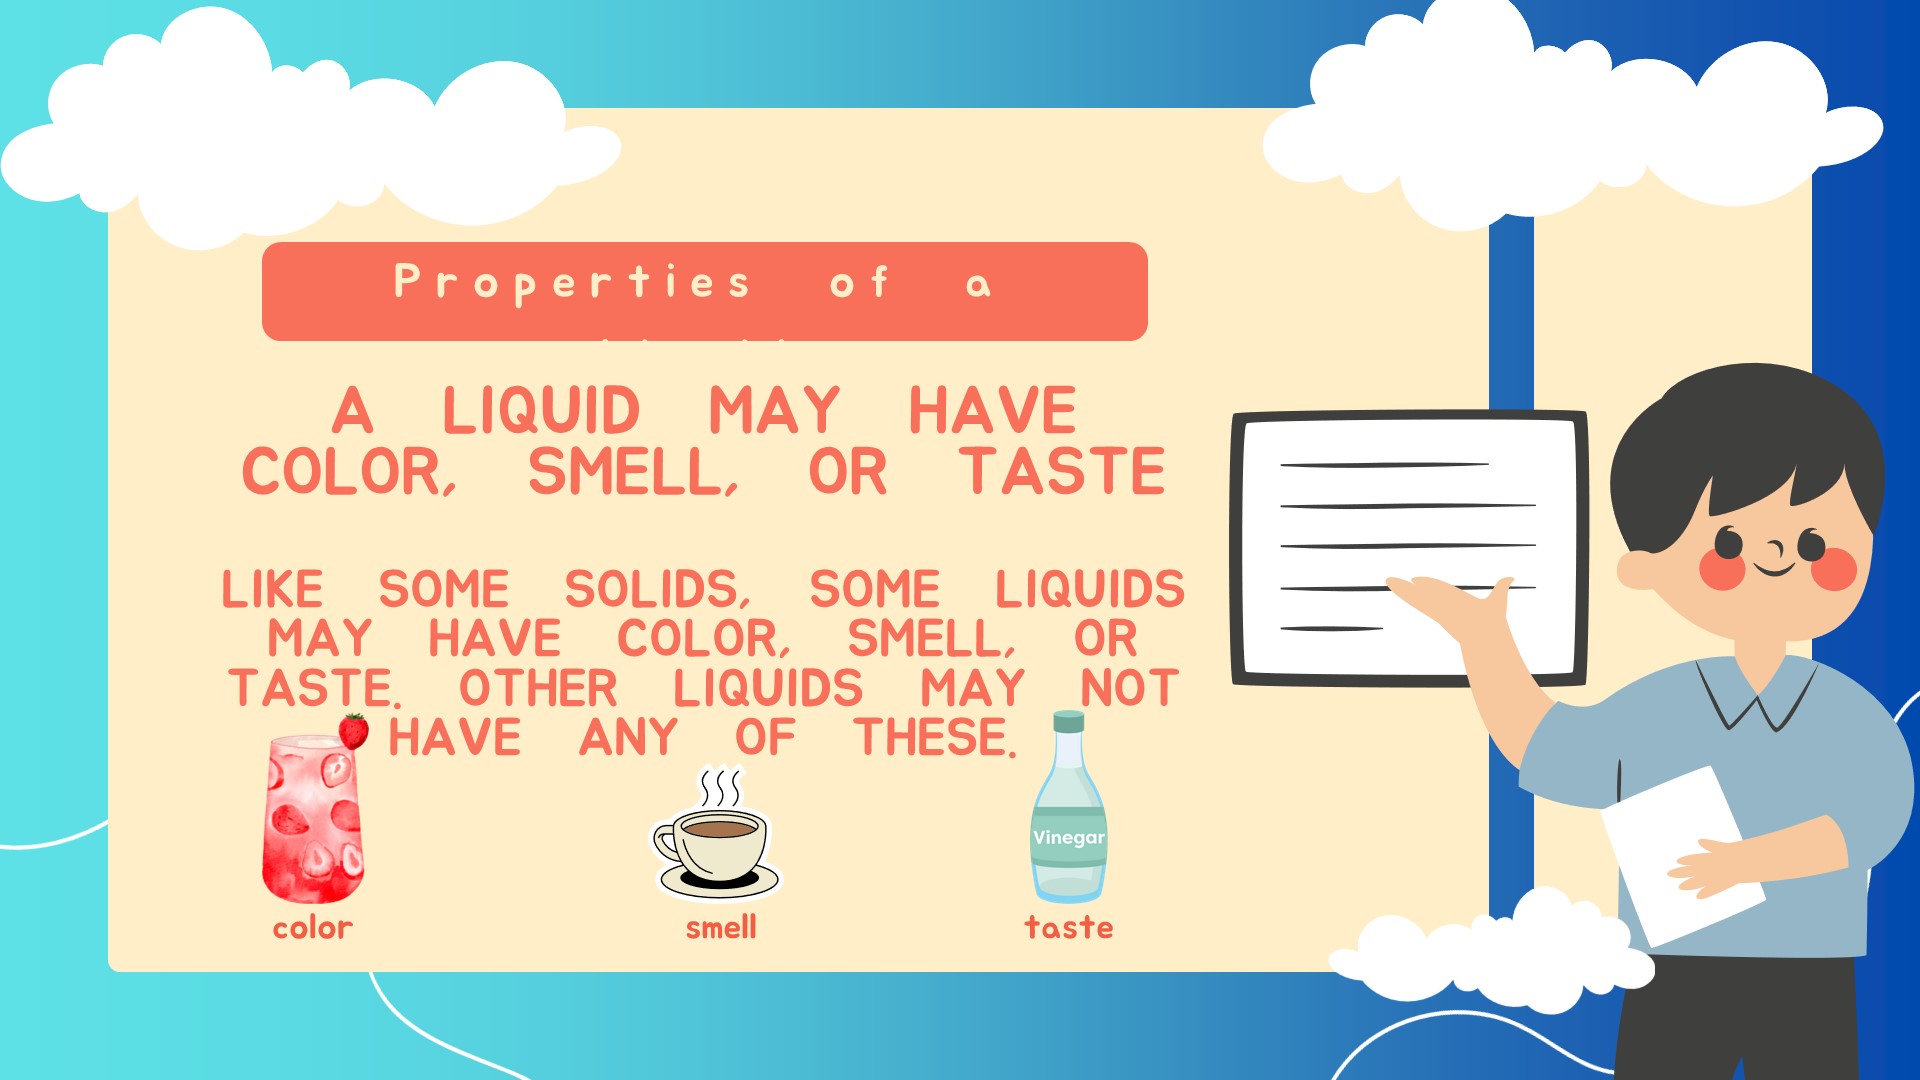 Properties of a
A LIQUID MAY HAVE
COLOR, SMELL, OR TASTE
LIKE SOME SOLIDS, SOME LIQUIDS
MAY HAVE COLOR, SMELL, OR
TASTE. OTHER LIQUIDS MAY NOT
HAVE ANY OF THESE.
Vinegar
color
smell
taste